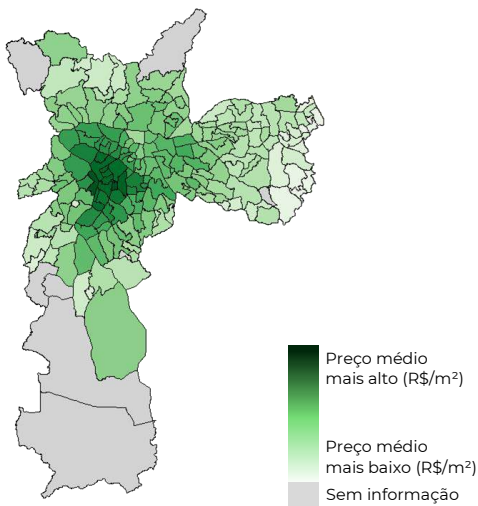 Preço médio
mais alto (R$/m²)
Preço médio
mais baixo (R$/m²)
Sem informação